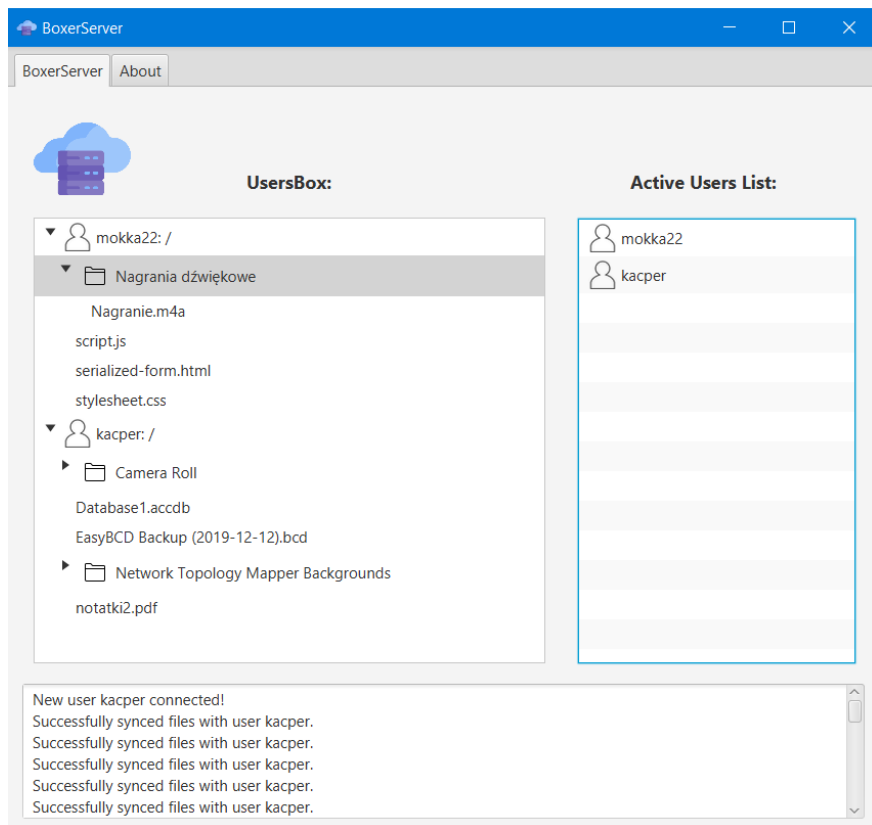 BoxerServer
BoxerServer About
UsersBox:
Active Users List:
mokka22: /
Nagrania dźwiękowe
Nagranie.m4a
script.js
serialized-form.html
stylesheet.css
kacper: /
Camera Roll
Database1.accdb
EasyBCD Backup (2019-12-12).bcd
Network Topology Mapper Backgrounds
notatki2.pdf
mokka22
kacper
New user kacper connected!
Successfully synced files with user kacper.
Successfully synced files with user kacper.
Successfully synced files with user kacper.
Successfully synced files with user kacper.
Successfully synced files with user kacper.